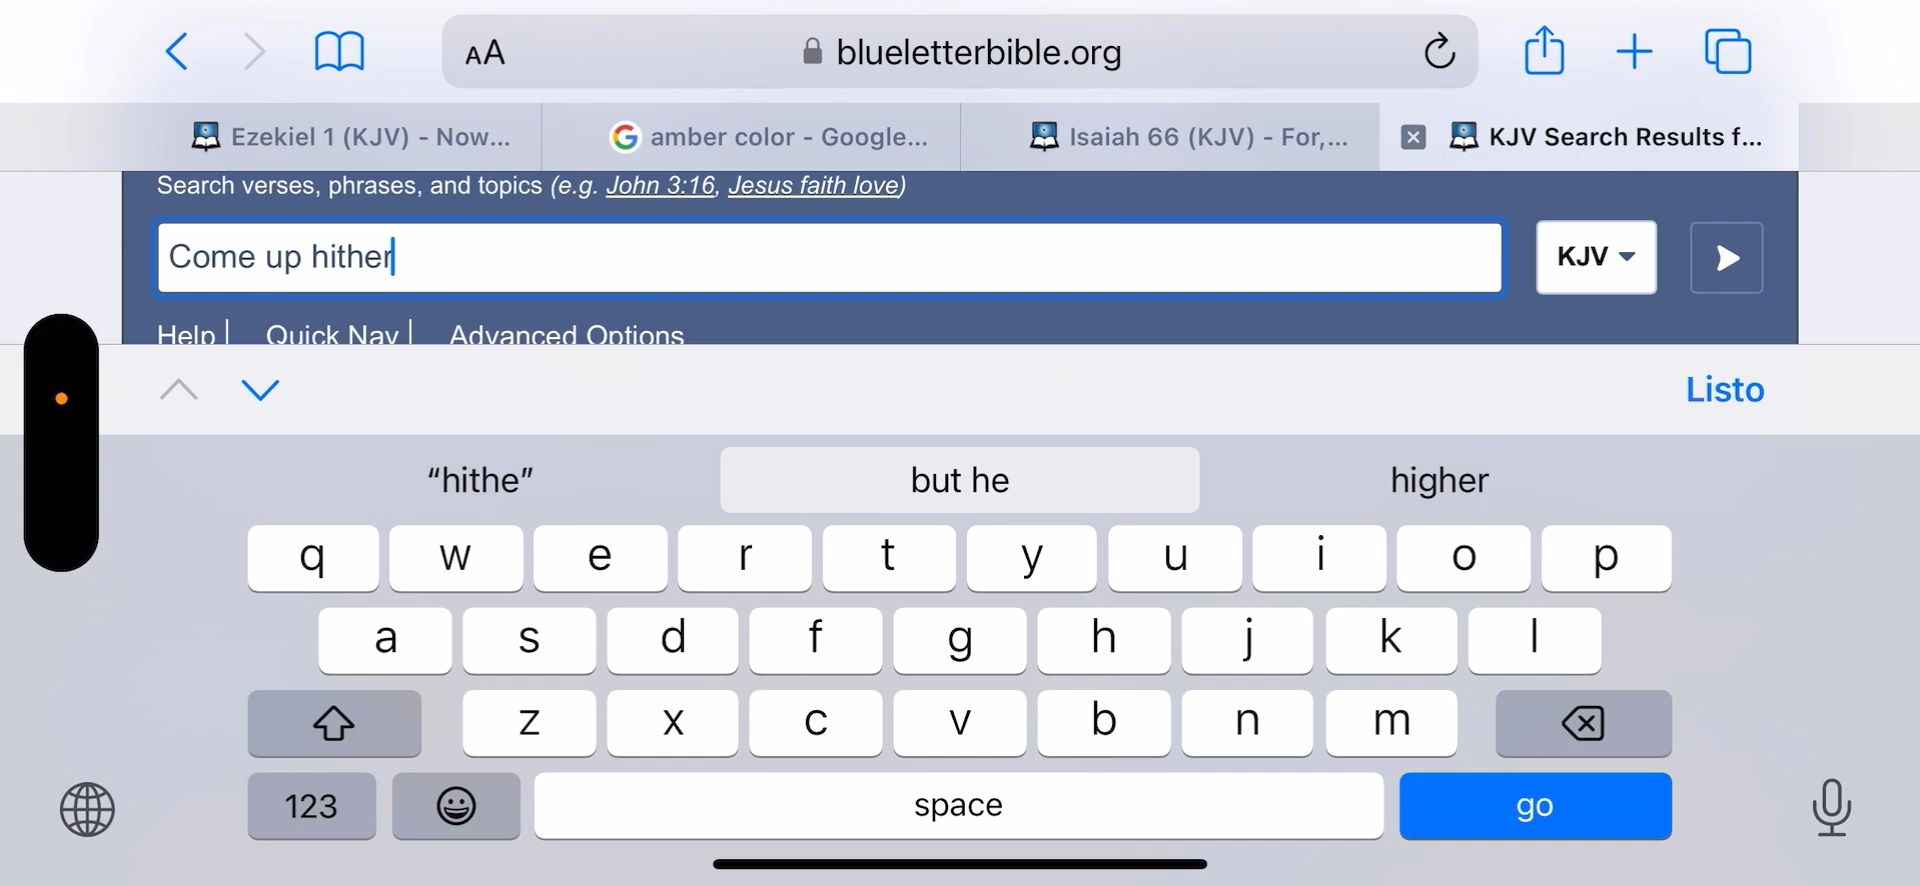 AA blueletterbible.org
Ezekiel 1 (KJV) - Now... amber color - Google... Isaiah 66 (KJV) - For,... KJV Search Results f...
Search verses, phrases, and topics (e.g. John 3:16, Jesus faith love)
Come up hither KJV
Help | Quick Nav | Advanced Options
Listo
“hithe” but he higher
q w e r t y u i o p
a s d f g h j k l
z x c v b n m
123 space go